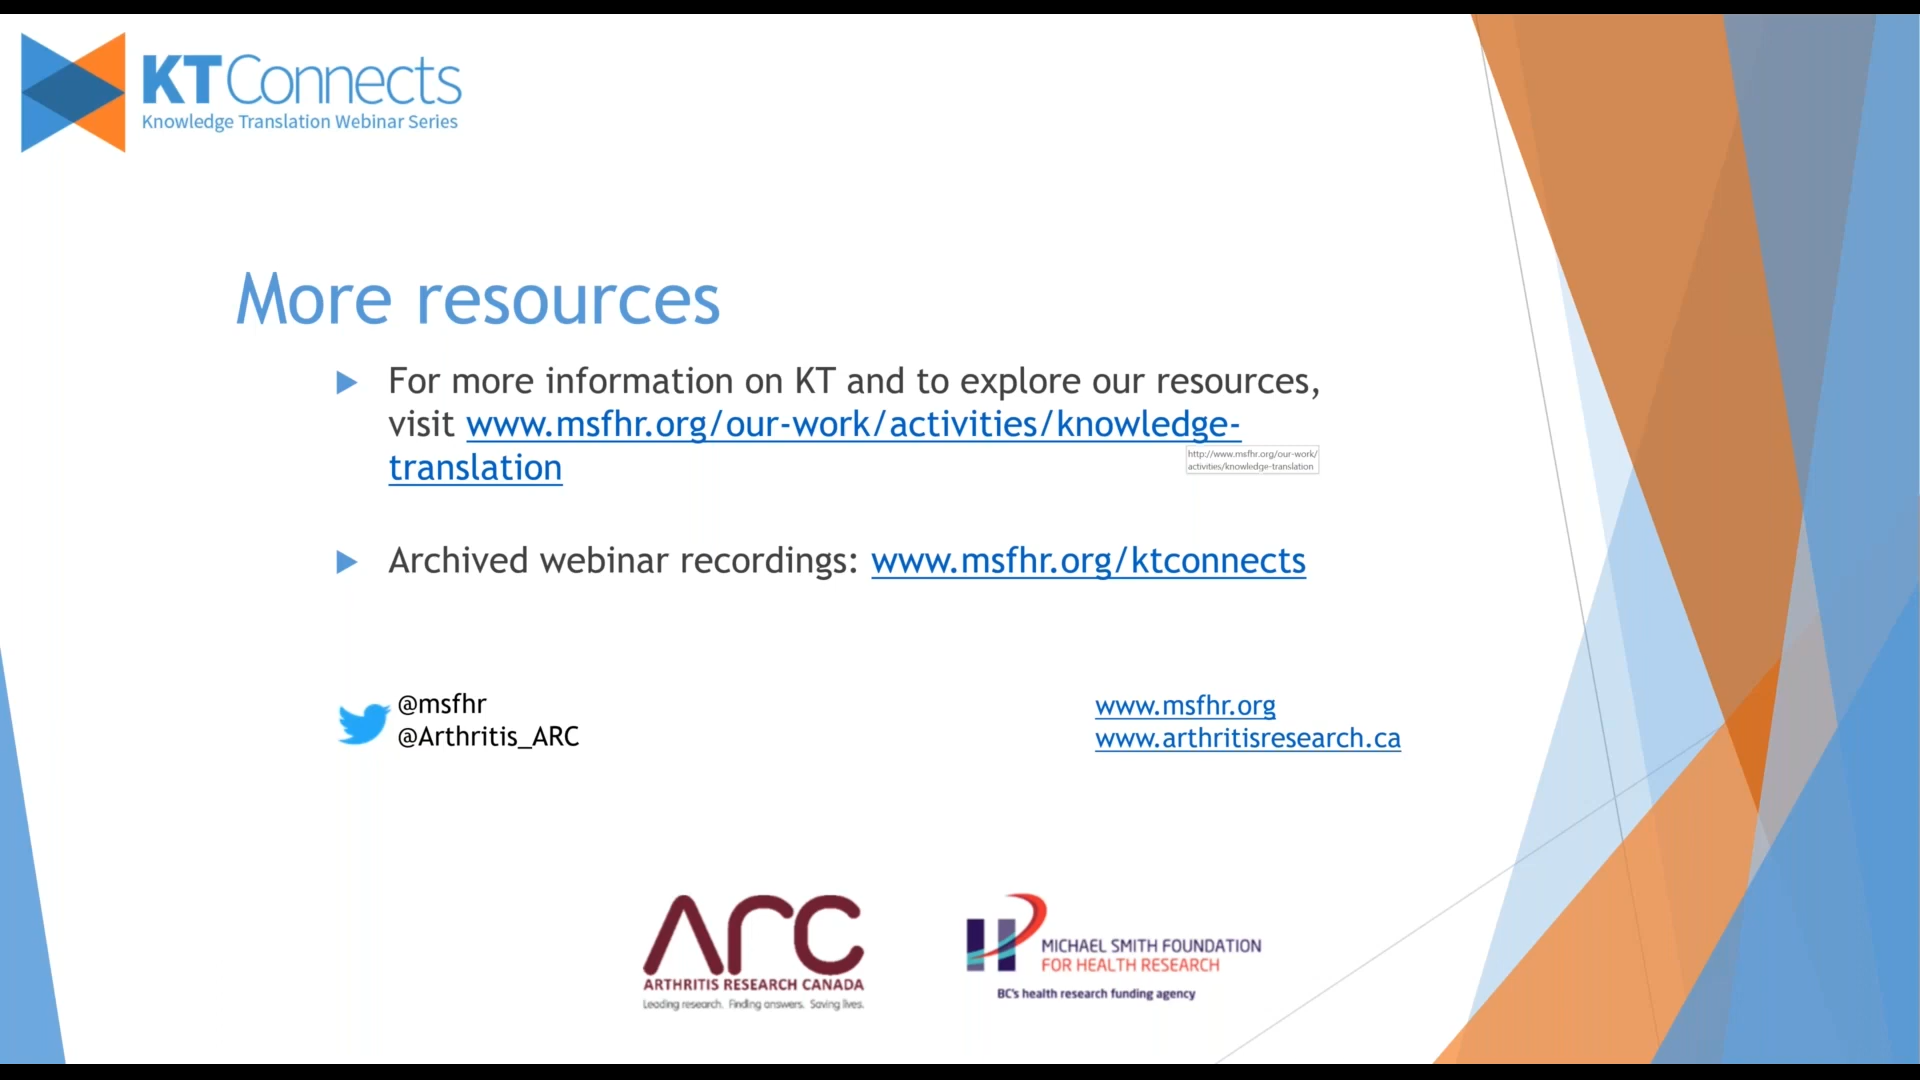 KT Connects
Knowledge Translation Webinar Series
More resources
For more information on KT and to explore our resources,
visit www.msfhr.org/our-work/activities/knowledge-
translation
http://www.msfhr.org/our-work/
activities/knowledge-translation
Archived webinar recordings: www.msfhr.org/ktconnects
@msfhr
@Arthritis_ARC
www.msfhr.org
www.arthritisresearch.ca
ARC
ARTHRITIS RESEARCH CANADA
Leading research. Finding answers. Saving lives.
MICHAEL SMITH FOUNDATION
FOR HEALTH RESEARCH
BC's health research funding agency